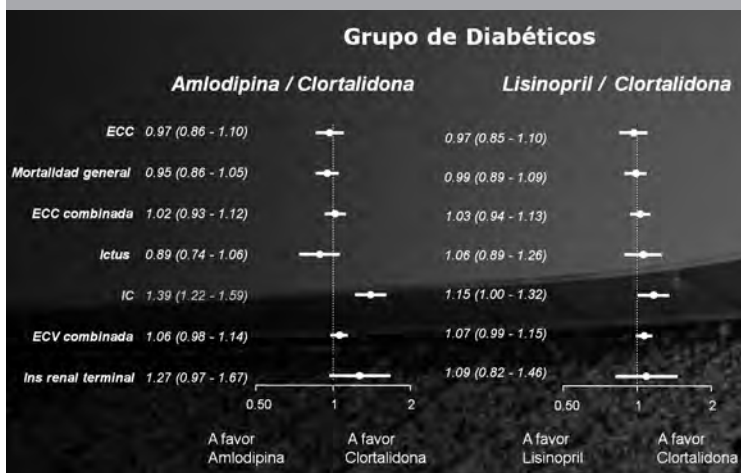 Grupo de Diabéticos
Amlodipina / Clortalidona Lisinopril / Clortalidona
ECC 0.97 (0.86 - 1.10) 0.97 (0.85 - 1.10)
Mortalidad general 0.95 (0.86 - 1.05) 0.99 (0.89 - 1.09)
ECC combinada 1.02 (0.93 - 1.12) 1.03 (0.94 - 1.13)
Ictus 0.89 (0.74 - 1.06) 1.06 (0.89 - 1.26)
IC 1.39 (1.22 - 1.59) 1.15 (1.00 - 1.32)
ECV combinada 1.06 (0.98 - 1.14) 1.07 (0.99 - 1.15)
Ins renal terminal 1.27 (0.97 - 1.67) 1.09 (0.82 - 1.46)
0.50 1 2 0.50 1 2
A favor A favor A favor A favor
Amlodipina Clortalidona Lisinopril Clortalidona